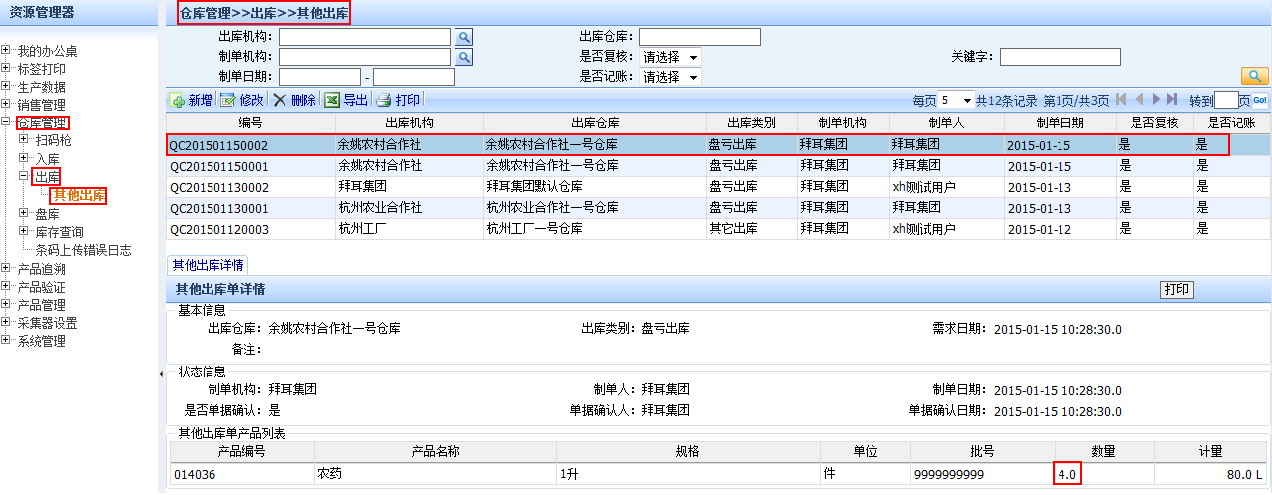 资源管理器
我的办公桌
标签打印
生产数据
销售管理
仓库管理
扫码枪
入库
出库
其他出库
盘库
库存查询
条码上传错误日志
产品追溯
产品验证
产品管理
采集器设置
系统管理
仓库管理>>出库>>其他出库
出库机构： 出库仓库：
制单机构： 是否复核： 请选择 关键字：
制单日期： - 是否记账： 请选择
新增 修改 删除 导出 打印 每页 5 共12条记录 第1页/共3页 转到 页 Go!
编号 出库机构 出库仓库 出库类别 制单机构 制单人 制单日期 是否复核 是否记账
QC201501150002 余姚农村合作社 余姚农村合作社一号仓库 盘亏出库 拜耳集团 拜耳集团 2015-01-15 是 是
QC201501150001 余姚农村合作社 余姚农村合作社一号仓库 盘亏出库 拜耳集团 拜耳集团 2015-01-15 是 是
QC201501130002 拜耳集团 拜耳集团默认仓库 盘亏出库 拜耳集团 xh测试用户 2015-01-13 是 是
QC201501130001 杭州农业合作社 杭州农业合作社一号仓库 盘亏出库 拜耳集团 拜耳集团 2015-01-13 是 是
QC201501120003 杭州工厂 杭州工厂一号仓库 其它出库 拜耳集团 xh测试用户 2015-01-12 是 是
其他出库详情
其他出库单详情 打印
基本信息
出库仓库： 余姚农村合作社一号仓库 出库类别： 盘亏出库 需求日期： 2015-01-15 10:28:30.0
备注：
状态信息
制单机构： 拜耳集团 制单人： 拜耳集团 制单日期： 2015-01-15 10:28:30.0
是否单据确认： 是 单据确认人： 拜耳集团 单据确认日期： 2015-01-15 10:28:30.0
其他出库单产品列表
产品编号 产品名称 规格 单位 批号 数量 计量
014036 农药 1升 件 9999999999 4.0 80.0 L